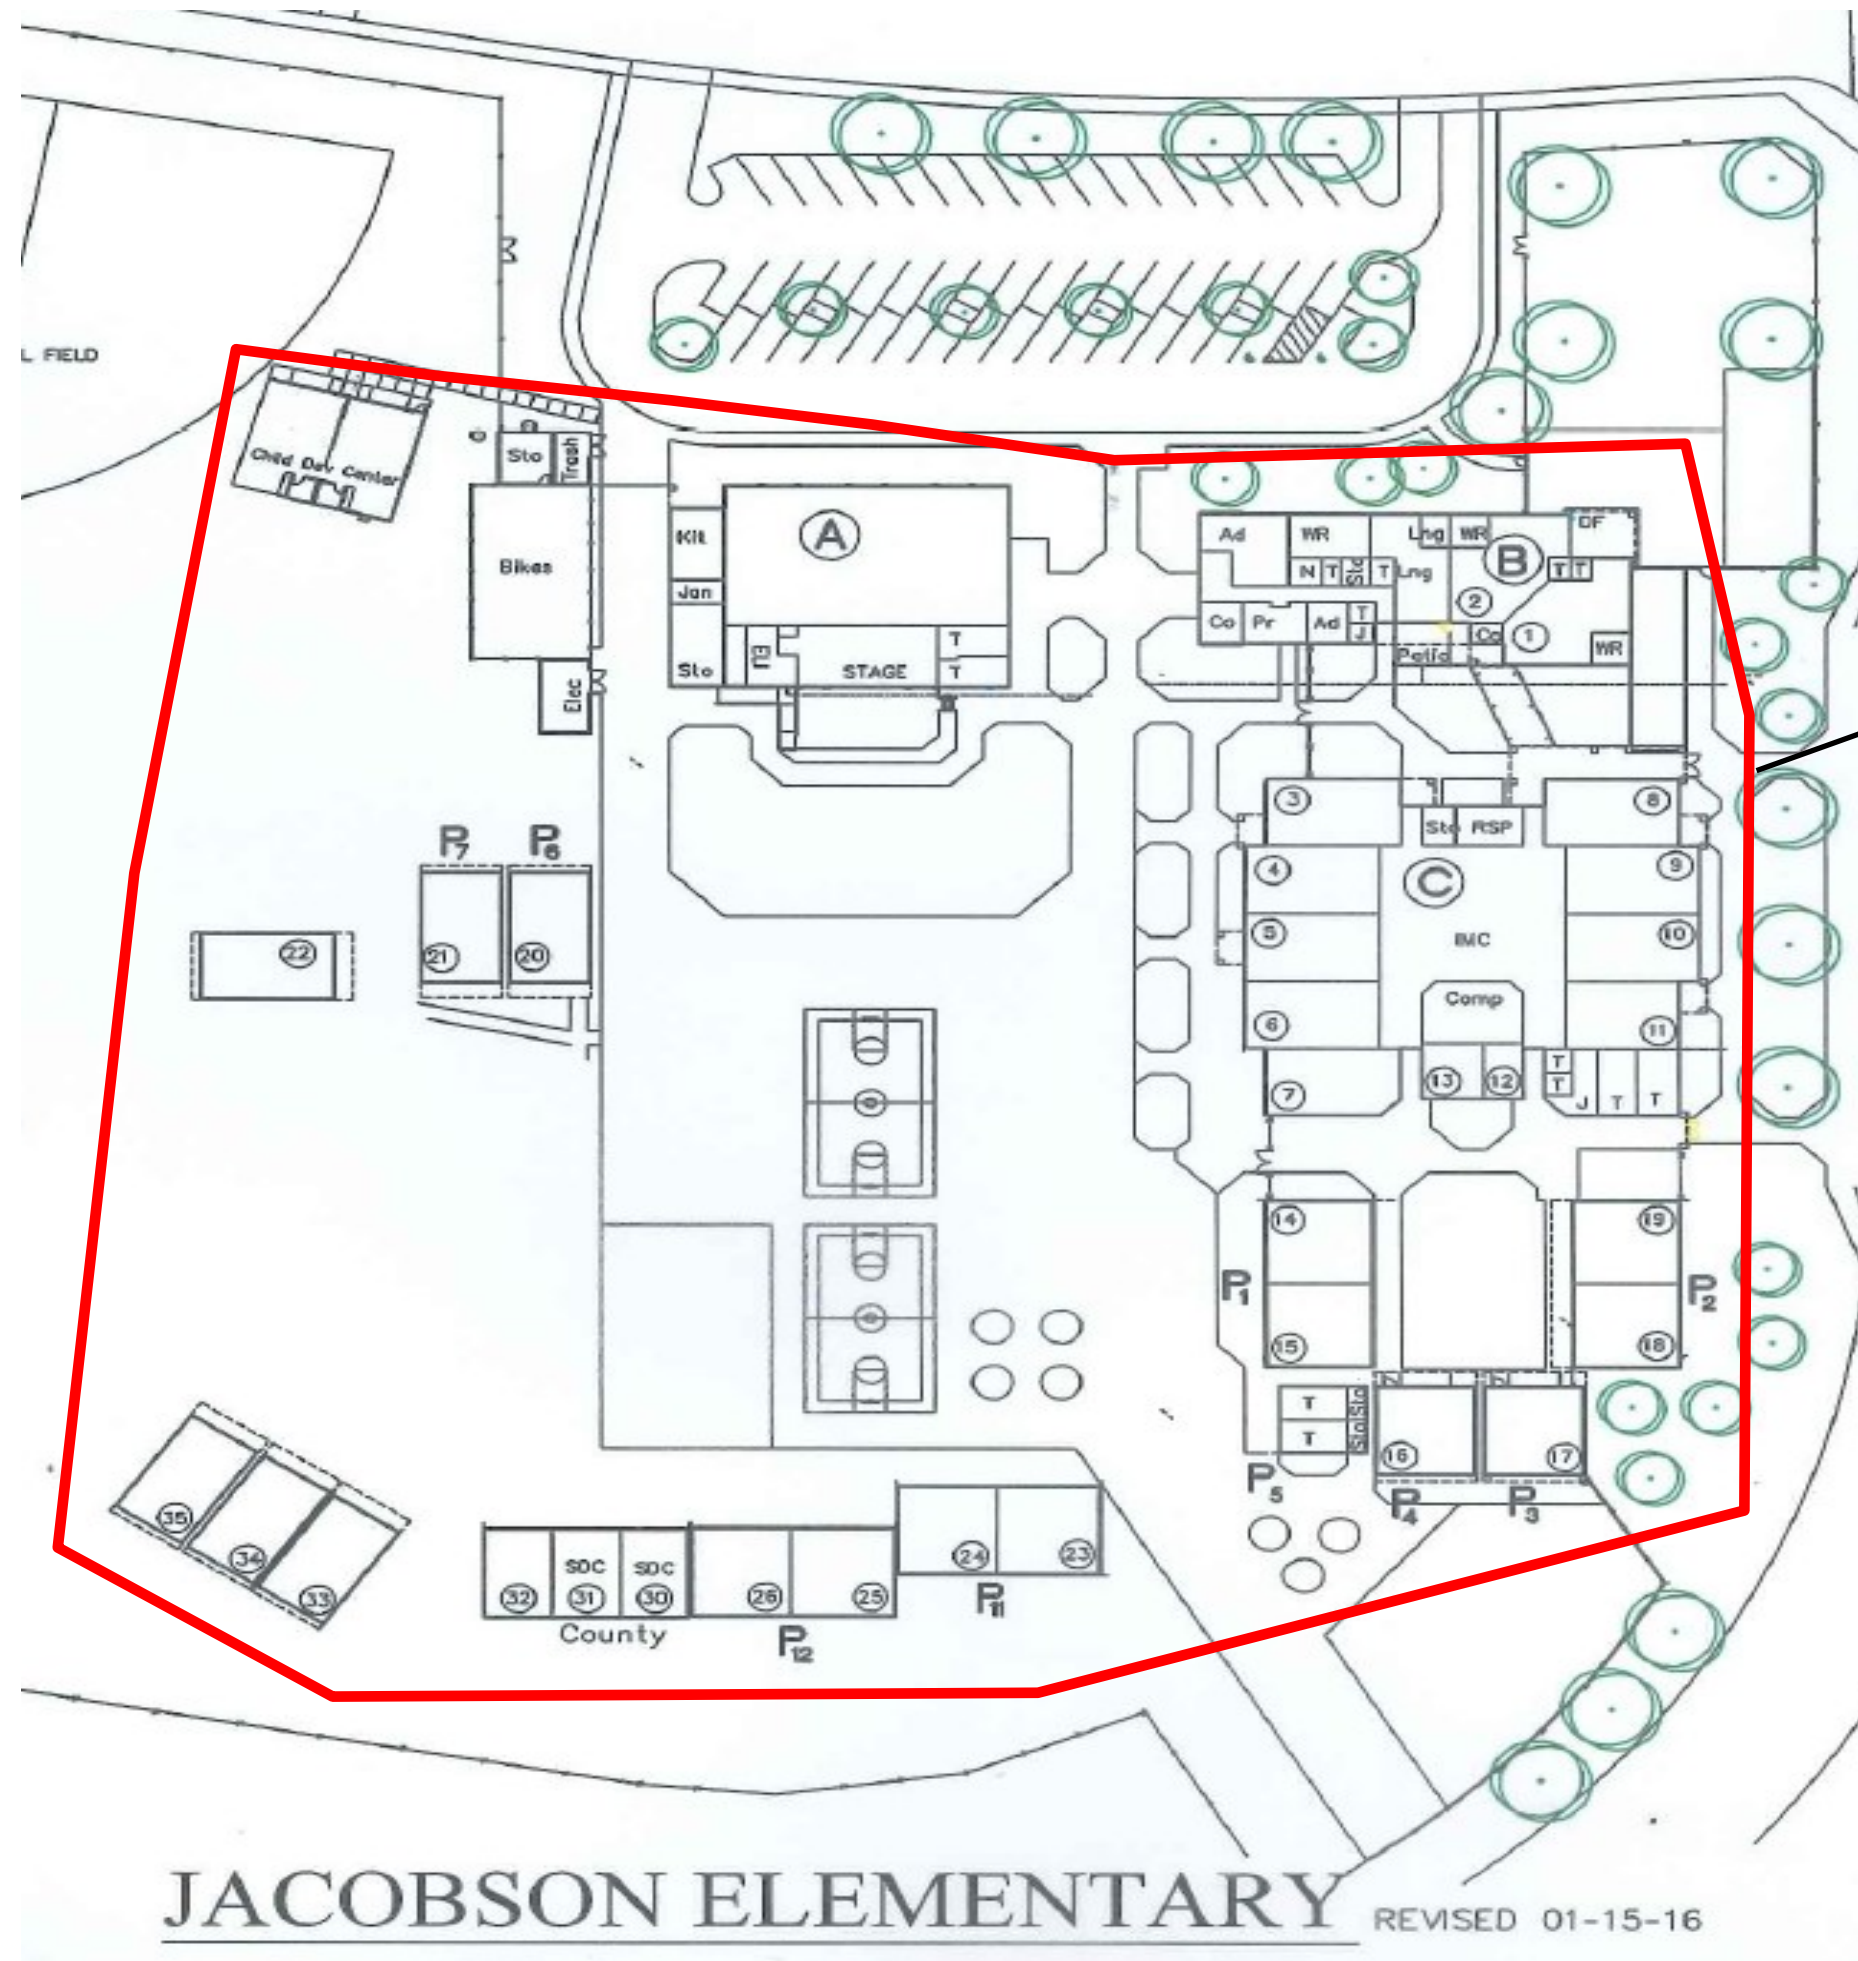 L FIELD
Child Dev Center
Sto
Trash
Bikes
Elec
Kit
Jan
Sto
A
STAGE
T
T
Ad
WR
Lng
WR
DF
B
N
T
Sto
T
Lng
T
T
2
Co
Pr
Ad
T
J
Co
1
WR
Patio
3
8
Sto
RSP
4
C
9
5
IMC
10
Comp
6
11
13
12
7
T
T
J
T
T
P7
P6
22
21
20
14
19
P1
P2
15
18
T
T
Sto
Sto
16
17
P5
P4
P3
35
34
33
32
SDC
31
SDC
30
26
25
24
23
County
P12
P11
JACOBSON ELEMENTARY
REVISED 01-15-16